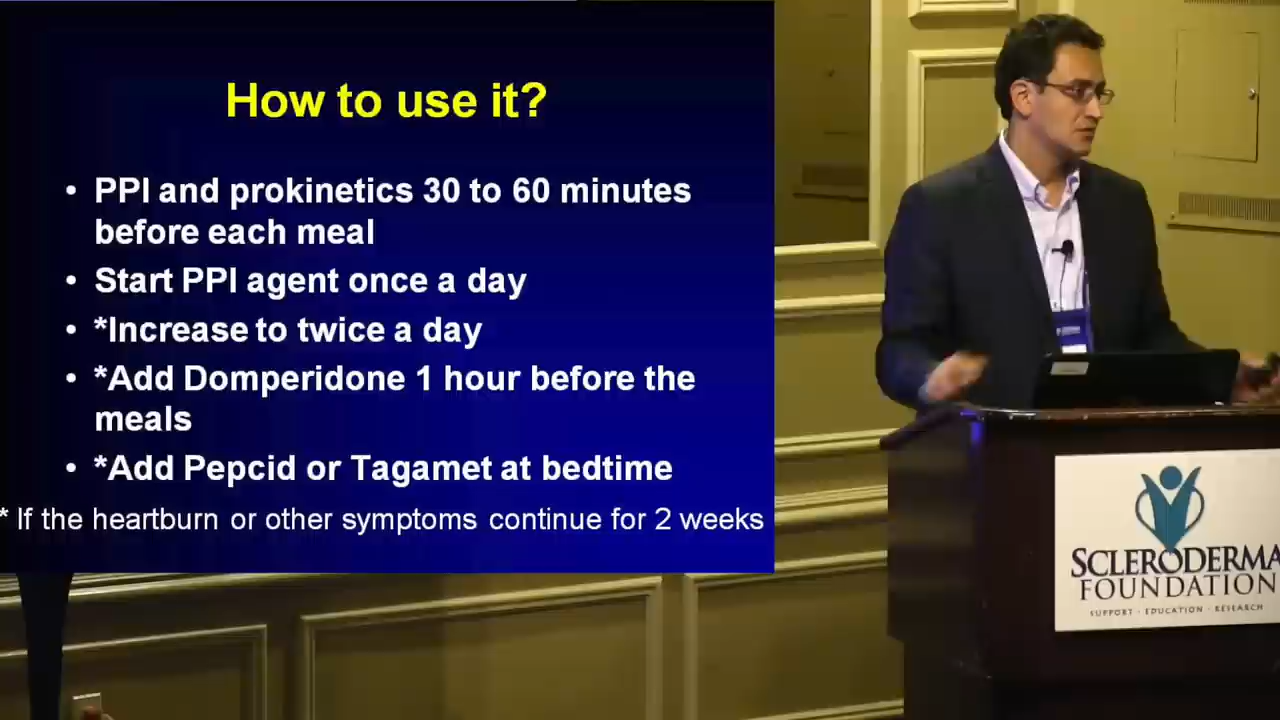 How to use it?
• PPI and prokinetics 30 to 60 minutes
before each meal
• Start PPI agent once a day
• *Increase to twice a day
• *Add Domperidone 1 hour before the
meals
• *Add Pepcid or Tagamet at bedtime
* If the heartburn or other symptoms continue for 2 weeks
SCLERODERMA
FOUNDATION
SUPPORT · EDUCATION · RESEARCH